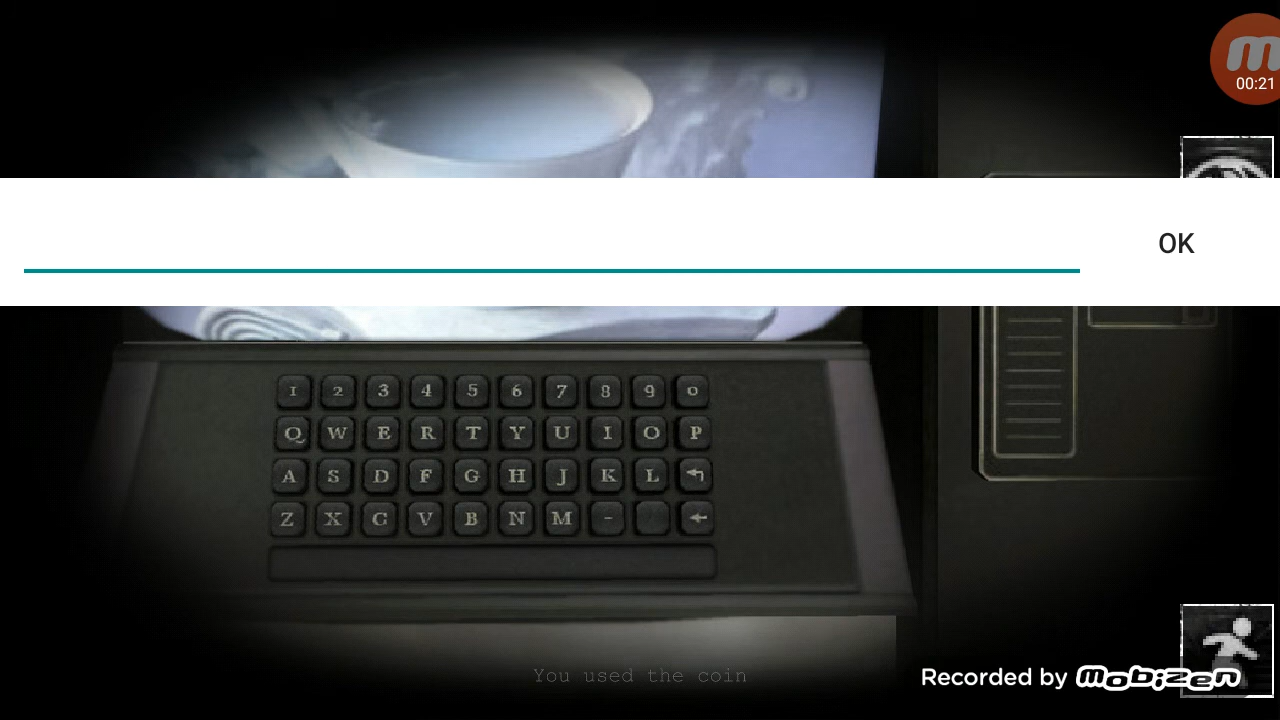 00:21
OK
1 2 3 4 5 6 7 8 9 0
Q W E R T Y U I O P
A S D F G H J K L
Z X C V B N M -
You used the coin
Recorded by mobizen